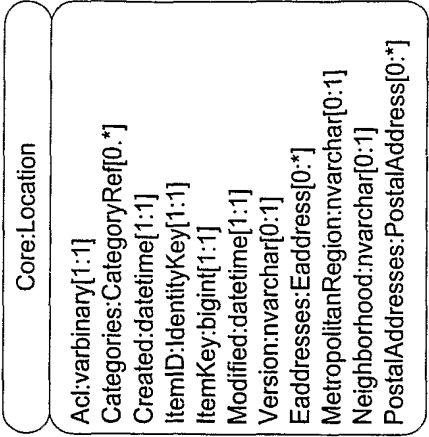 Core:Location
Acl:varbinary[1:1]
Categories:CategoryRef[0.*]
Created:datetime[1:1]
ItemID:IdentityKey[1:1]
ItemKey:bigint[1:1]
Modified:datetime[1:1]
Version:nvarchar[0:1]
Eaddresses:Eaddress[0:*]
MetropolitanRegion:nvarchar[0:1]
Neighborhood:nvarchar[0:1]
PostalAddresses:PostalAddress[0:*]